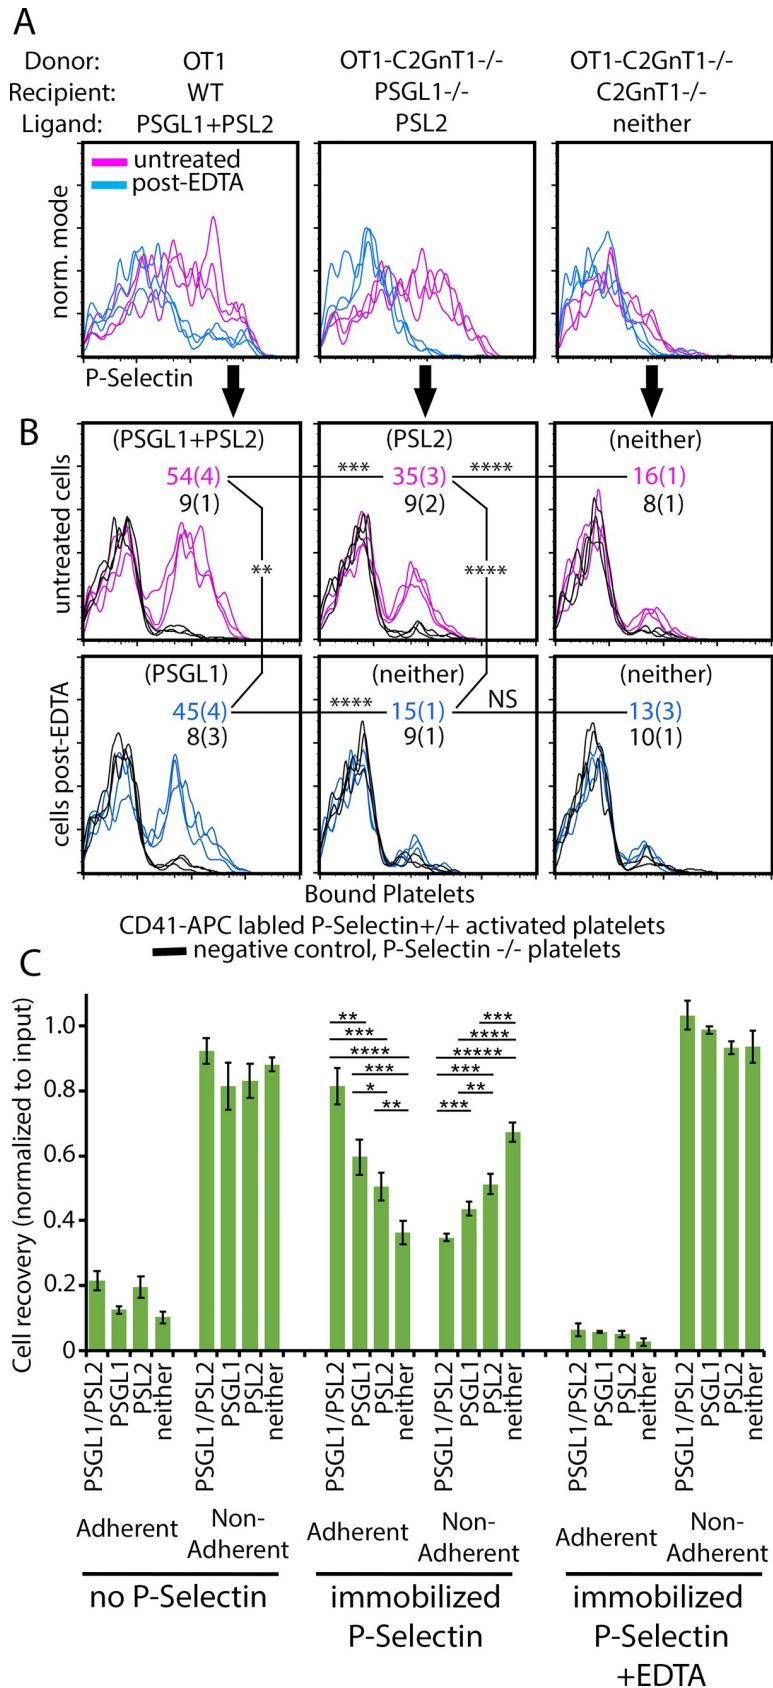 A
Donor: OT1 OT1-C2GnT1-/- OT1-C2GnT1-/-
Recipient: WT PSGL1-/- C2GnT1-/-
Ligand: PSGL1+PSL2 PSL2 neither
untreated
post-EDTA
norm. mode
P-Selectin
B
(PSGL1+PSL2) (PSL2) (neither)
54(4) *** 35(3) **** 16(1)
9(1) 9(2) 8(1)
untreated cells
** ****
(PSGL1) (neither) (neither)
45(4) **** 15(1) NS 13(3)
8(3) 9(1) 10(1)
cells post-EDTA
Bound Platelets
CD41-APC labled P-Selectin+/+ activated platelets
negative control, P-Selectin -/- platelets
C
Cell recovery (normalized to input)
1.0
0.8
0.6
0.4
0.2
0
** ***
*** ****
**** *****
*** ***
* **
** ***
PSGL1/PSL2 PSGL1 PSL2 neither PSGL1/PSL2 PSGL1 PSL2 neither PSGL1/PSL2 PSGL1 PSL2 neither PSGL1/PSL2 PSGL1 PSL2 neither PSGL1/PSL2 PSGL1 PSL2 neither PSGL1/PSL2 PSGL1 PSL2 neither
Adherent Non-Adherent Adherent Non-Adherent Adherent Non-Adherent
no P-Selectin immobilized immobilized
P-Selectin P-Selectin
+EDTA